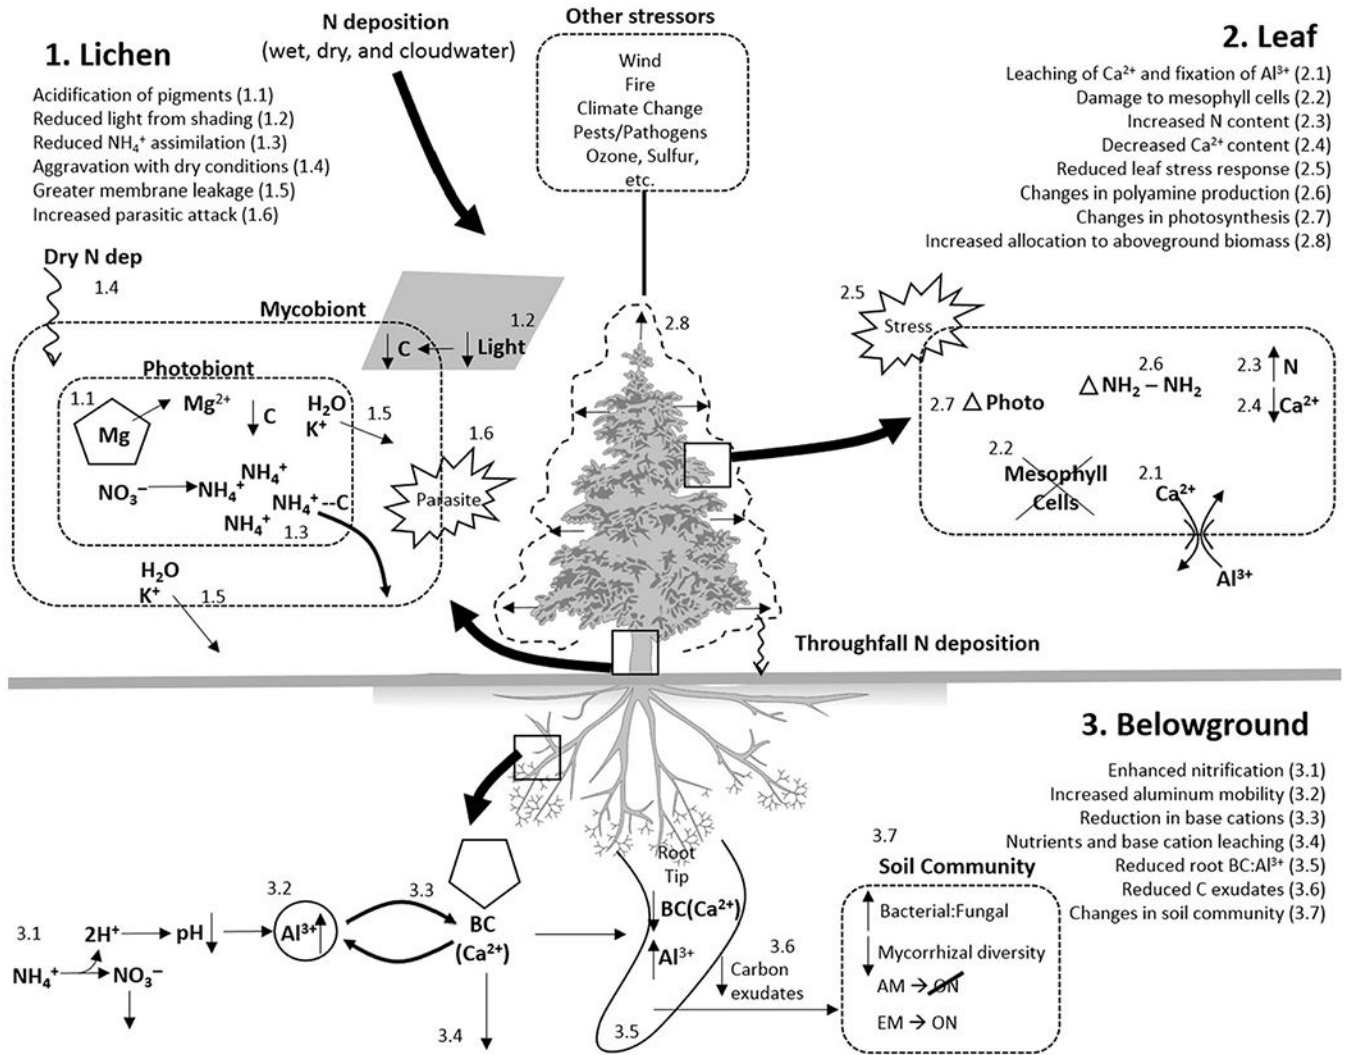 N deposition
(wet, dry, and cloudwater)
Other stressors
Wind
Fire
Climate Change
Pests/Pathogens
Ozone, Sulfur,
etc.
1. Lichen
Acidification of pigments (1.1)
Reduced light from shading (1.2)
Reduced NH₄⁺ assimilation (1.3)
Aggravation with dry conditions (1.4)
Greater membrane leakage (1.5)
Increased parasitic attack (1.6)
2. Leaf
Leaching of Ca²⁺ and fixation of Al³⁺ (2.1)
Damage to mesophyll cells (2.2)
Increased N content (2.3)
Decreased Ca²⁺ content (2.4)
Reduced leaf stress response (2.5)
Changes in polyamine production (2.6)
Changes in photosynthesis (2.7)
Increased allocation to aboveground biomass (2.8)
Dry N dep
1.4
Mycobiont
1.2
↓ C ← ↓ Light
Photobiont
1.1
Mg
Mg²⁺
↓ C
H₂O
K⁺
1.5
1.6
Parasite
NO₃⁻ → NH₄⁺
NH₄⁺
NH₄⁺--C
NH₄⁺
1.3
H₂O
K⁺
1.5
2.8
2.5
Stress
2.7 △ Photo
2.6
△ NH₂ – NH₂
2.3 ↑ N
2.4 ↓ Ca²⁺
2.2
Mesophyll
Cells
2.1
Ca²⁺
Al³⁺
Throughfall N deposition
3. Belowground
Enhanced nitrification (3.1)
Increased aluminum mobility (3.2)
Reduction in base cations (3.3)
Nutrients and base cation leaching (3.4)
Reduced root BC:Al³⁺ (3.5)
Reduced C exudates (3.6)
Changes in soil community (3.7)
3.1
NH₄⁺ → NO₃⁻
2H⁺ → pH ↓
3.2
Al³⁺ ↑
3.3
BC
(Ca²⁺)
3.4
Root
Tip
↓ BC(Ca²⁺)
↑ Al³⁺
3.5
3.6
↓ Carbon
exudates
3.7
Soil Community
↑ Bacterial:Fungal
↓ Mycorrhizal diversity
AM → ON
EM → ON